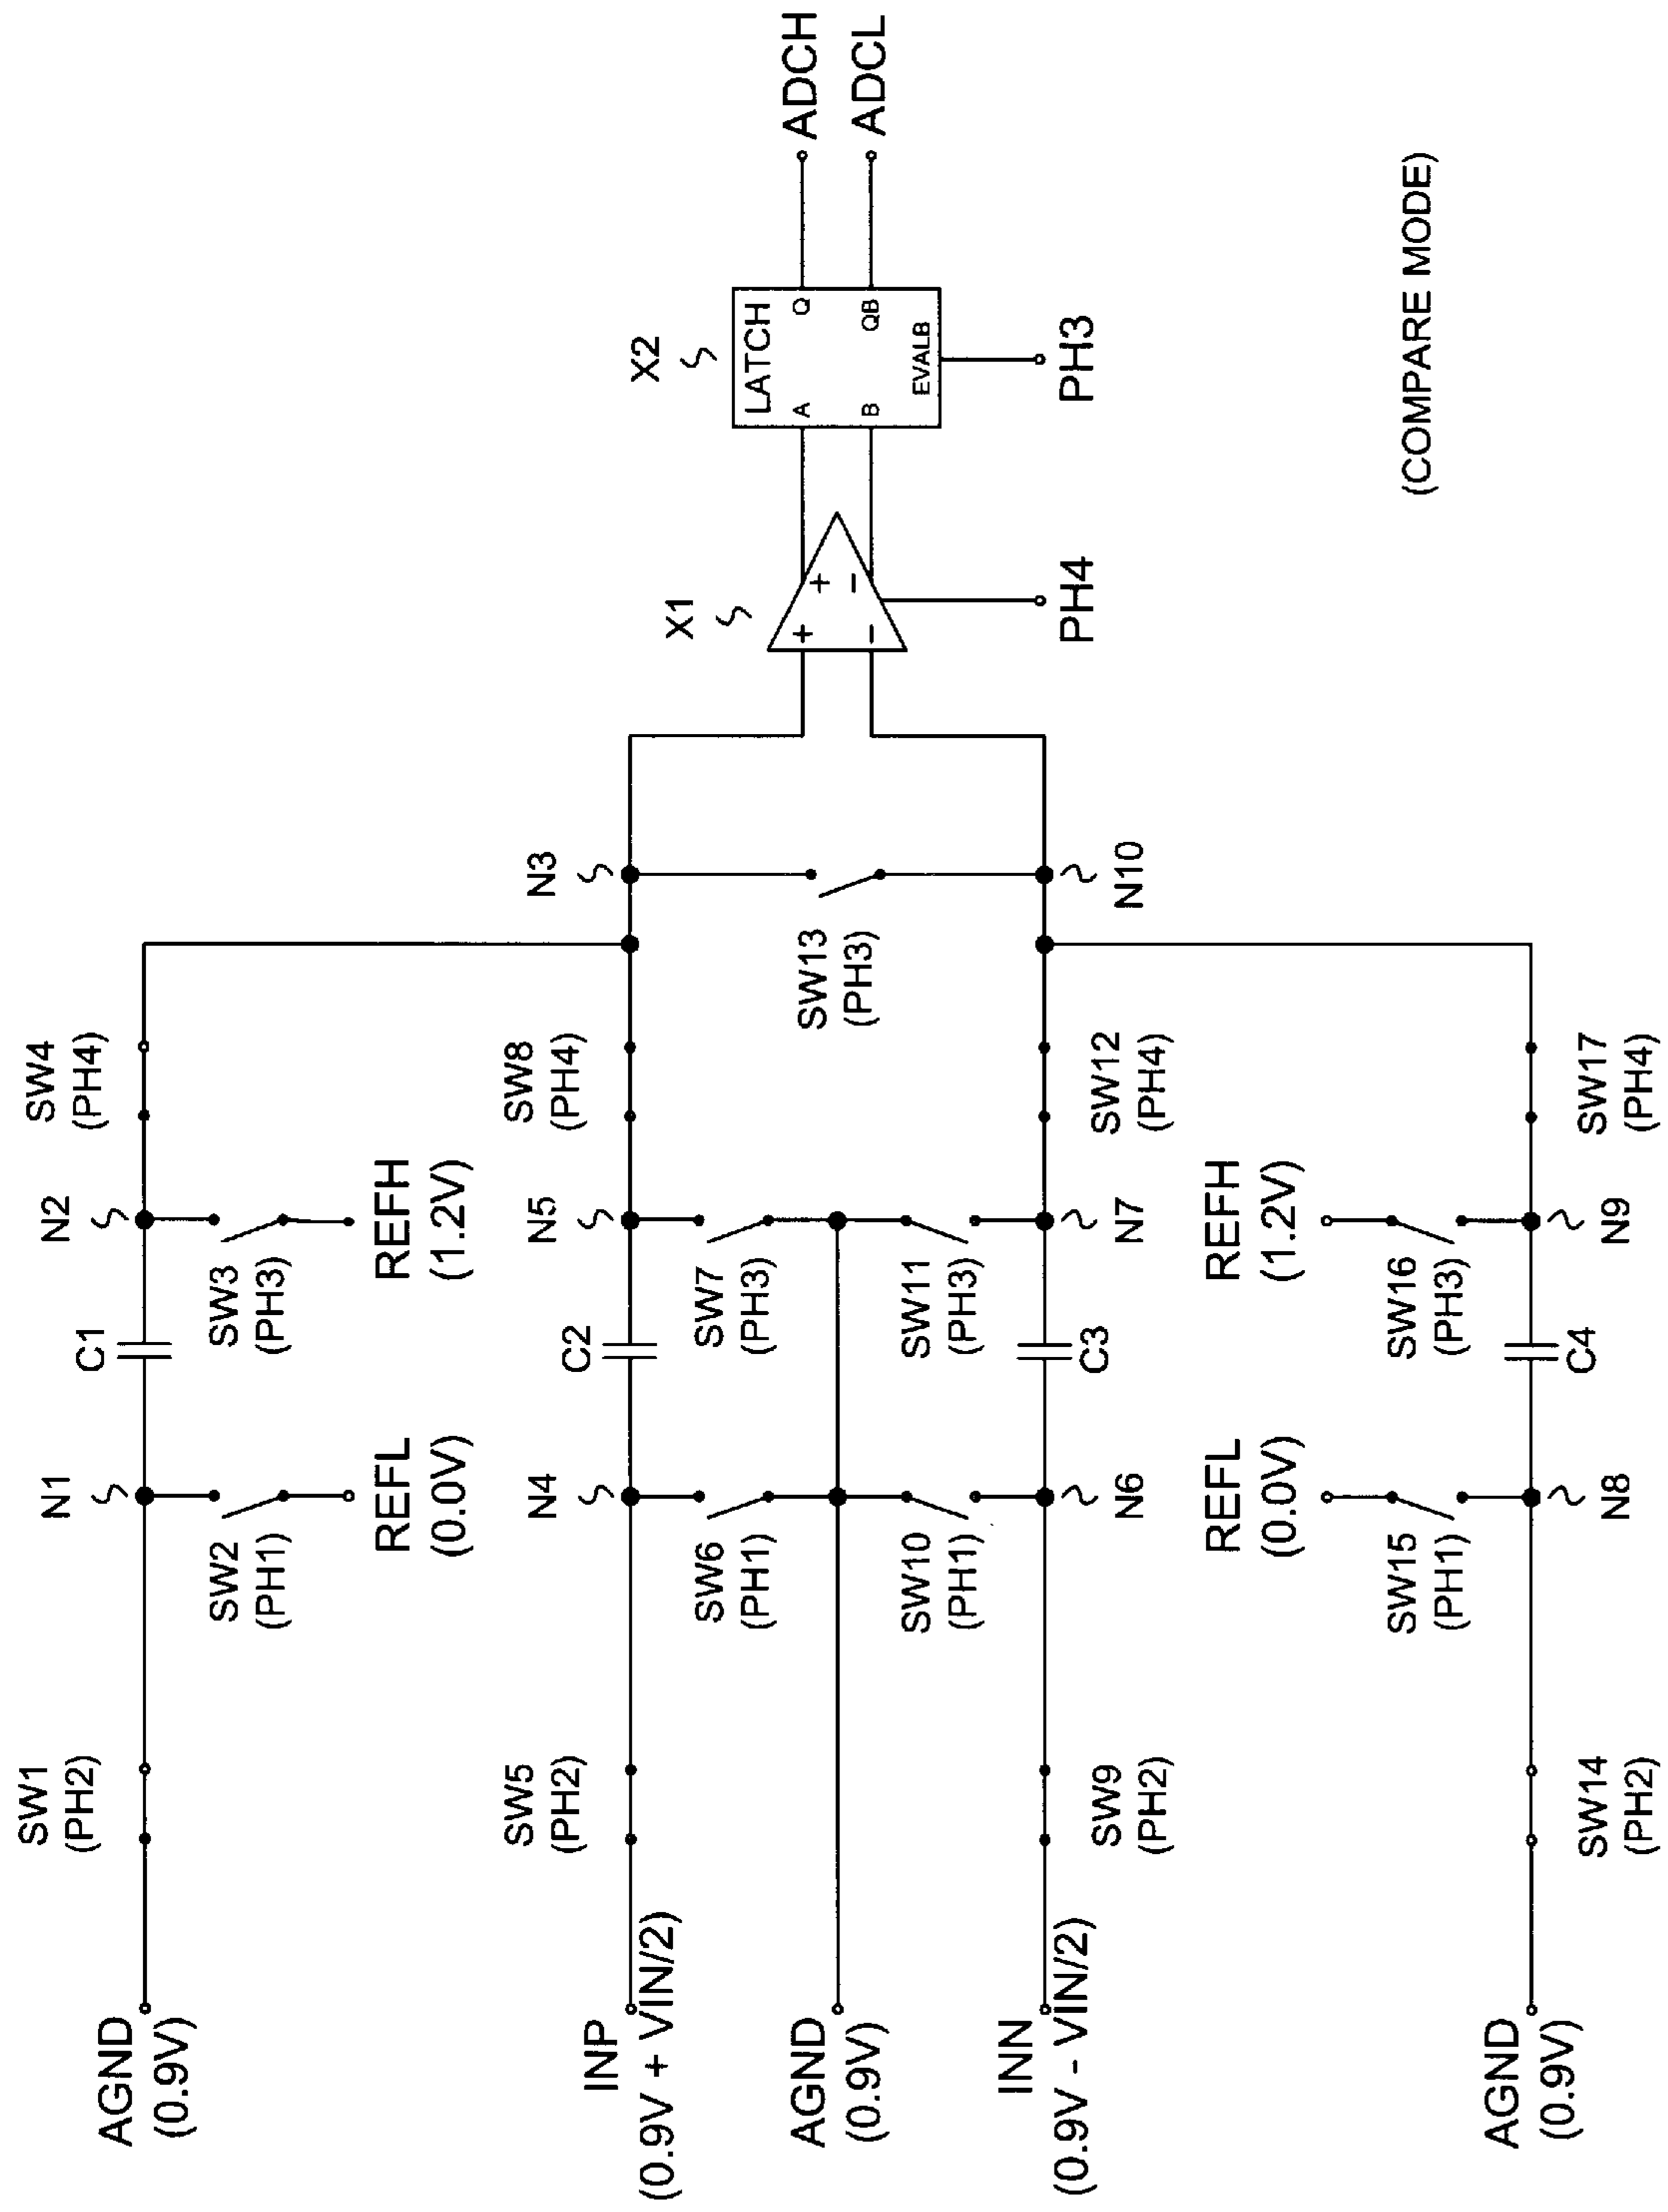 AGND
(0.9V)
SW1
(PH2)
N1
SW2
(PH1)
REFL
(0.0V)
C1
N2
SW3
(PH3)
REFH
(1.2V)
SW4
(PH4)
INP
(0.9V + VIN/2)
SW5
(PH2)
N4
SW6
(PH1)
C2
N5
SW7
(PH3)
SW8
(PH4)
N3
AGND
(0.9V)
SW13
(PH3)
INN
(0.9V - VIN/2)
SW9
(PH2)
SW10
(PH1)
N6
C3
SW11
(PH3)
N7
SW12
(PH4)
N10
AGND
(0.9V)
SW14
(PH2)
REFL
(0.0V)
SW15
(PH1)
N8
C4
REFH
(1.2V)
SW16
(PH3)
N9
SW17
(PH4)
X1
+
−
+
−
PH4
X2
LATCH
A
Q
B
QB
EVALB
PH3
ADCH
ADCL
(COMPARE MODE)